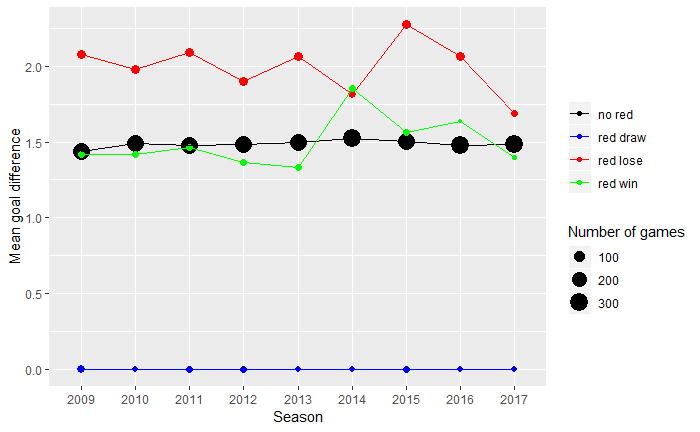 Mean goal difference
2.0
1.5
1.0
0.5
0.0
2009 2010 2011 2012 2013 2014 2015 2016 2017
Season
no red
red draw
red lose
red win
Number of games
100
200
300